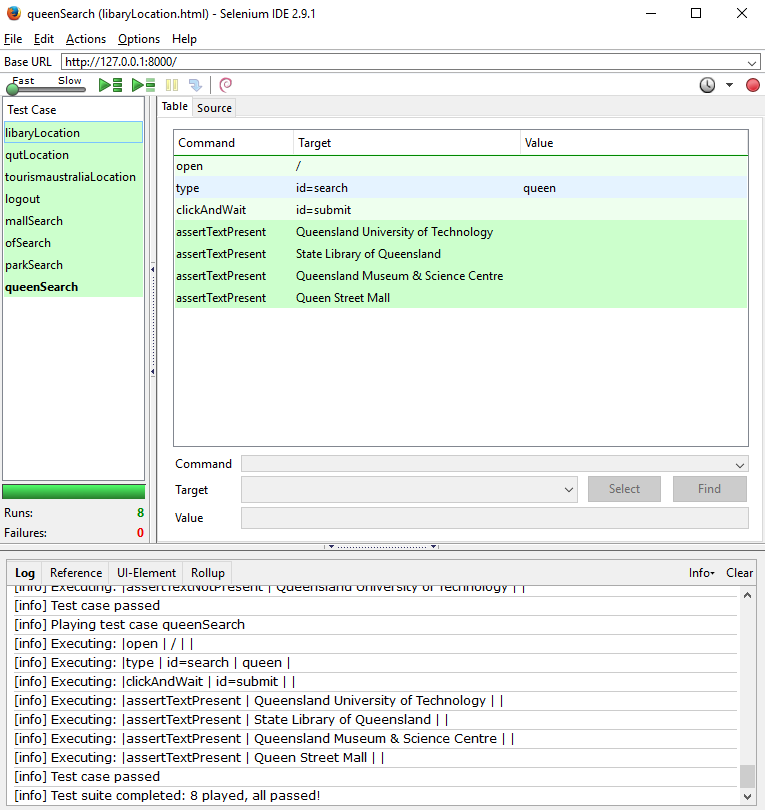 queenSearch (libaryLocation.html) - Selenium IDE 2.9.1
File Edit Actions Options Help
Base URL http://127.0.0.1:8000/
Fast Slow
Test Case
libaryLocation
qutLocation
tourismaustraliaLocation
logout
mallSearch
ofSearch
parkSearch
queenSearch
Runs: 8
Failures: 0
Table Source
Command Target Value
open /
type id=search queen
clickAndWait id=submit
assertTextPresent Queensland University of Technology
assertTextPresent State Library of Queensland
assertTextPresent Queensland Museum & Science Centre
assertTextPresent Queen Street Mall
Command
Target Select Find
Value
Log Reference UI-Element Rollup Info Clear
[info] Executing: |assertTextNotPresent | Queensland University of Technology | |
[info] Test case passed
[info] Playing test case queenSearch
[info] Executing: |open | / | |
[info] Executing: |type | id=search | queen |
[info] Executing: |clickAndWait | id=submit | |
[info] Executing: |assertTextPresent | Queensland University of Technology | |
[info] Executing: |assertTextPresent | State Library of Queensland | |
[info] Executing: |assertTextPresent | Queensland Museum & Science Centre | |
[info] Executing: |assertTextPresent | Queen Street Mall | |
[info] Test case passed
[info] Test suite completed: 8 played, all passed!